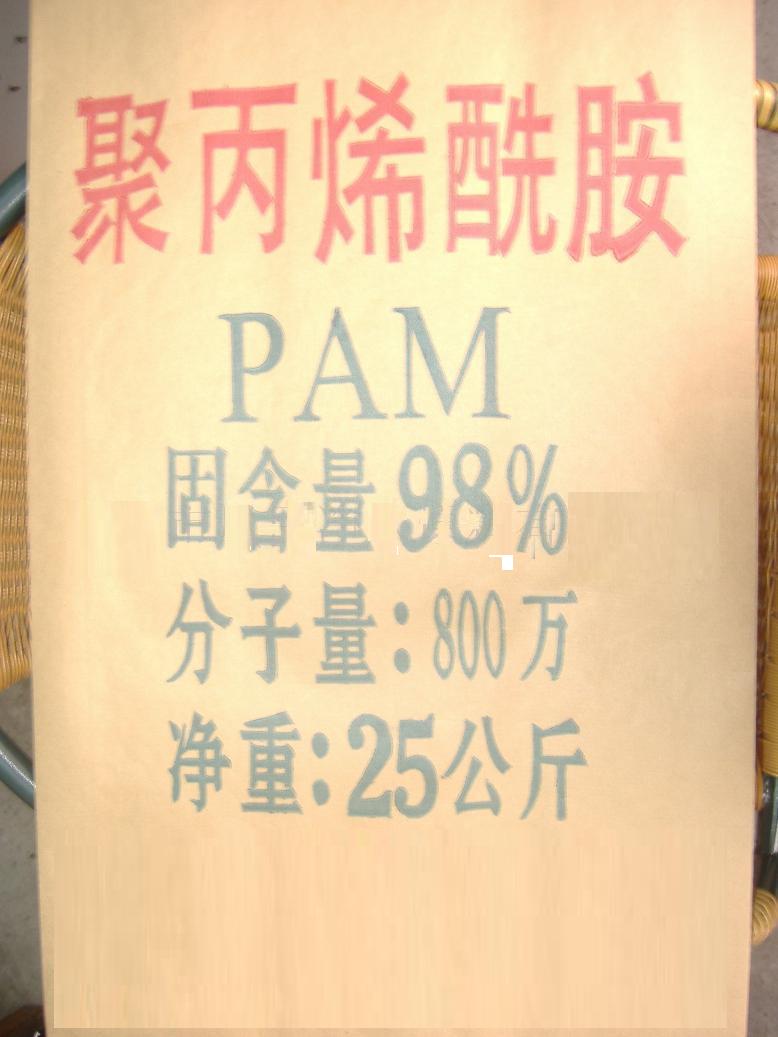 聚丙烯酰胺
PAM
固含量98%
分子量:800万
净重:25公斤